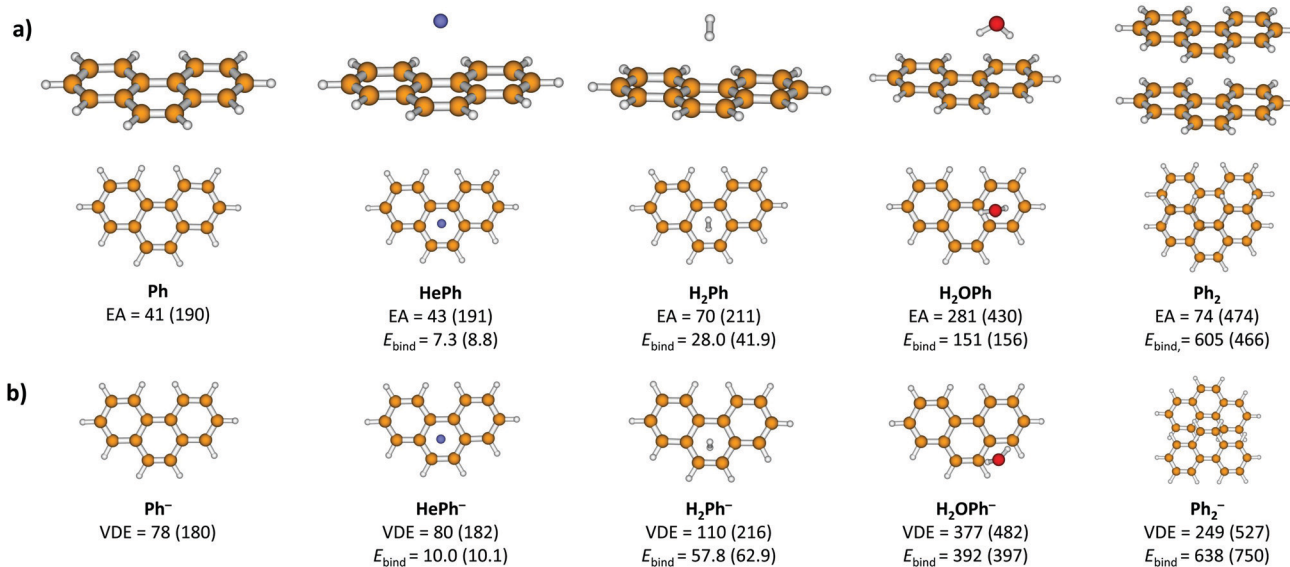 a)
Ph
EA = 41 (190)
HePh
EA = 43 (191)
E_bind = 7.3 (8.8)
H₂Ph
EA = 70 (211)
E_bind = 28.0 (41.9)
H₂OPh
EA = 281 (430)
E_bind = 151 (156)
Ph₂
EA = 74 (474)
E_bind, = 605 (466)
b)
Ph⁻
VDE = 78 (180)
HePh⁻
VDE = 80 (182)
E_bind = 10.0 (10.1)
H₂Ph⁻
VDE = 110 (216)
E_bind = 57.8 (62.9)
H₂OPh⁻
VDE = 377 (482)
E_bind = 392 (397)
Ph₂⁻
VDE = 249 (527)
E_bind = 638 (750)